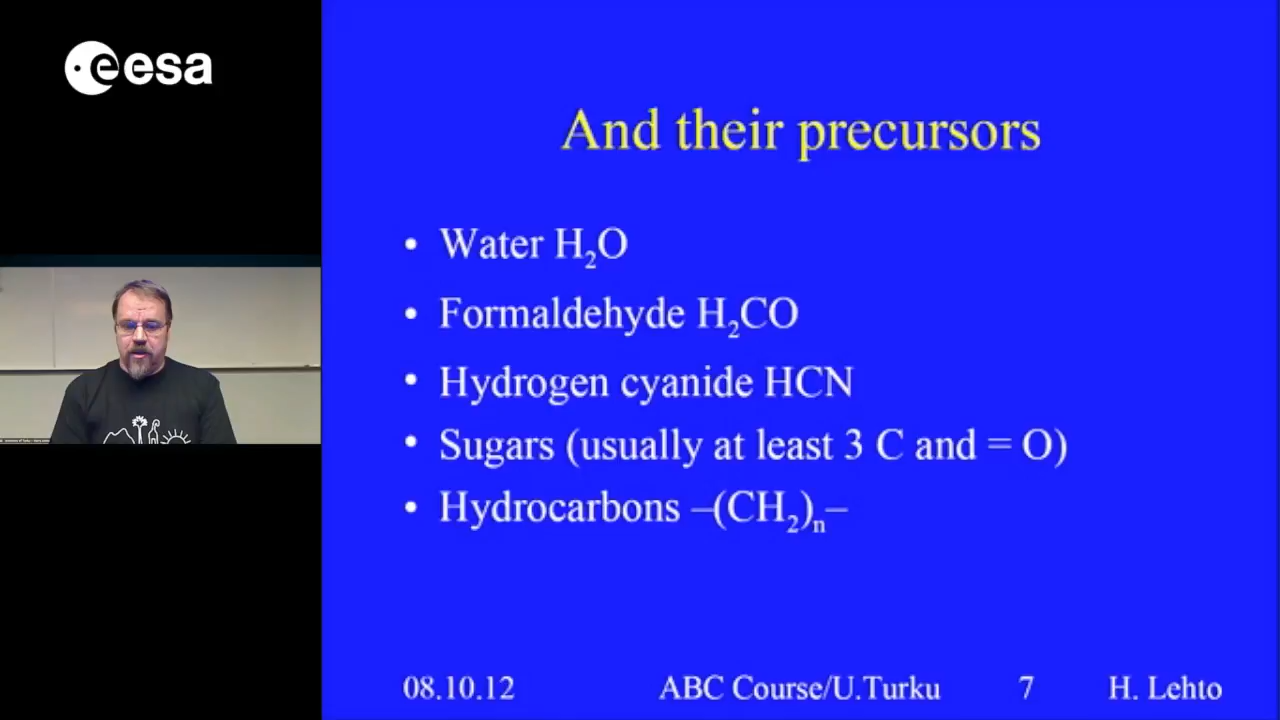 esa
And their precursors
• Water H₂O
• Formaldehyde H₂CO
• Hydrogen cyanide HCN
• Sugars (usually at least 3 C and = O)
• Hydrocarbons –(CH₂)ₙ–
08.10.12 ABC Course/U.Turku 7 H. Lehto